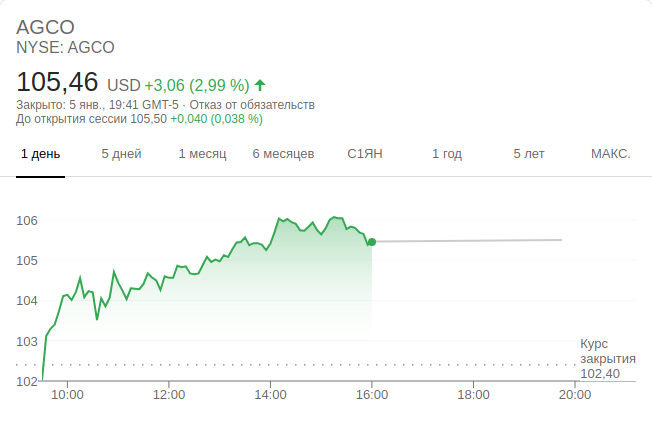 AGCO
NYSE: AGCO
105,46 USD +3,06 (2,99 %)
Закрыто: 5 янв., 19:41 GMT-5 · Отказ от обязательств
До открытия сессии 105,50 +0,040 (0,038 %)
1 день 5 дней 1 месяц 6 месяцев С1ЯН 1 год 5 лет МАКС.
106
105
104
103
102
Курс
закрытия
102,40
10:00 12:00 14:00 16:00 18:00 20:00